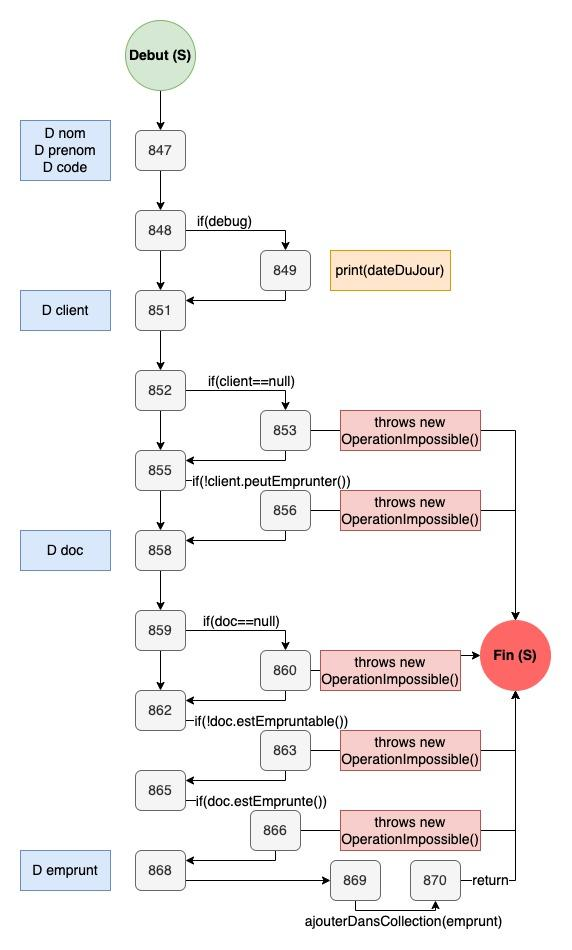 Debut (S)
D nom
D prenom
D code
847
848
if(debug)
849
print(dateDuJour)
D client
851
852
if(client==null)
853
throws new
OperationImpossible()
855
if(!client.peutEmprunter())
856
throws new
OperationImpossible()
D doc
858
859
if(doc==null)
860
throws new
OperationImpossible()
Fin (S)
862
if(!doc.estEmpruntable())
863
throws new
OperationImpossible()
865
if(doc.estEmprunte())
866
throws new
OperationImpossible()
D emprunt
868
869
870
return
ajouterDansCollection(emprunt)